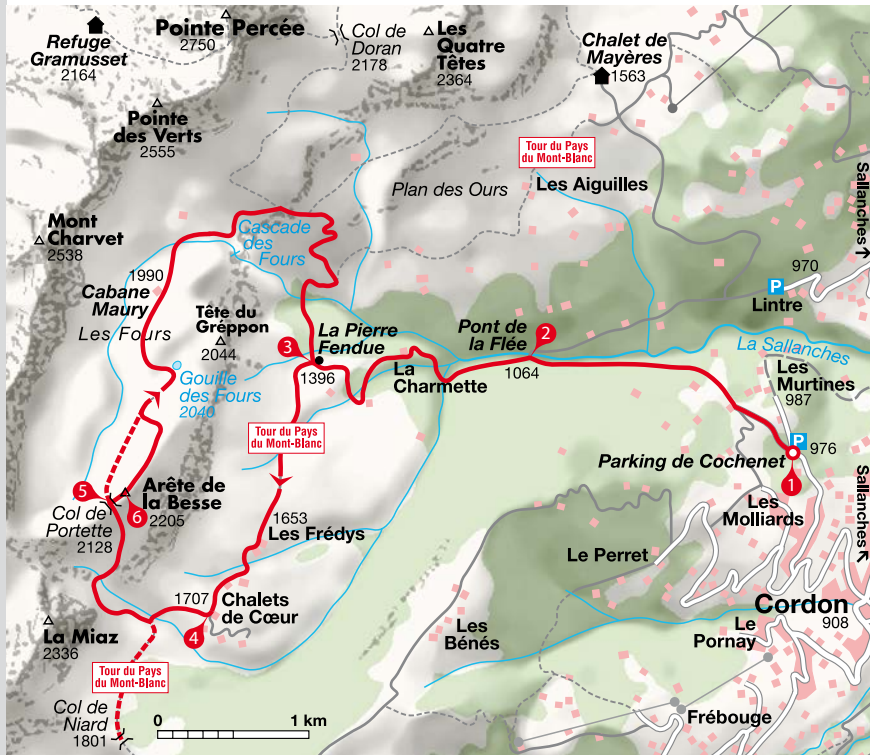 Refuge
Gramusset
2164
Pointe Percée
2750
Col de
Doran
2178
Les
Quatre
Têtes
2364
Chalet de
Mayères
1563
Pointe
des Verts
2555
Tour du Pays
du Mont-Blanc
Plan des Ours
Les Aiguilles
Sallanches
Mont
Charvet
2538
Cascade
des
Fours
1990
Cabane
Maury
Les Fours
Tête du
Gréppon
2044
970
P
Lintre
3
La Pierre
Fendue
1396
Pont de
la Flée
2
1064
La Sallanches
La
Charmette
Gouille
des Fours
2040
Les
Murtines
987
P
976
Tour du Pays
du Mont-Blanc
Parking de Cochenet
1
5
Arête de
la Besse
2205
6
Col de
Portette
2128
Les
Molliards
Sallanches
1653
Les Frédys
Le Perret
1707
Chalets
de Cœur
4
Cordon
908
La Miaz
2336
Les
Bénés
Le
Pornay
Tour du Pays
du Mont-Blanc
Col de
Niard
1801
0 1 km
Frébouge